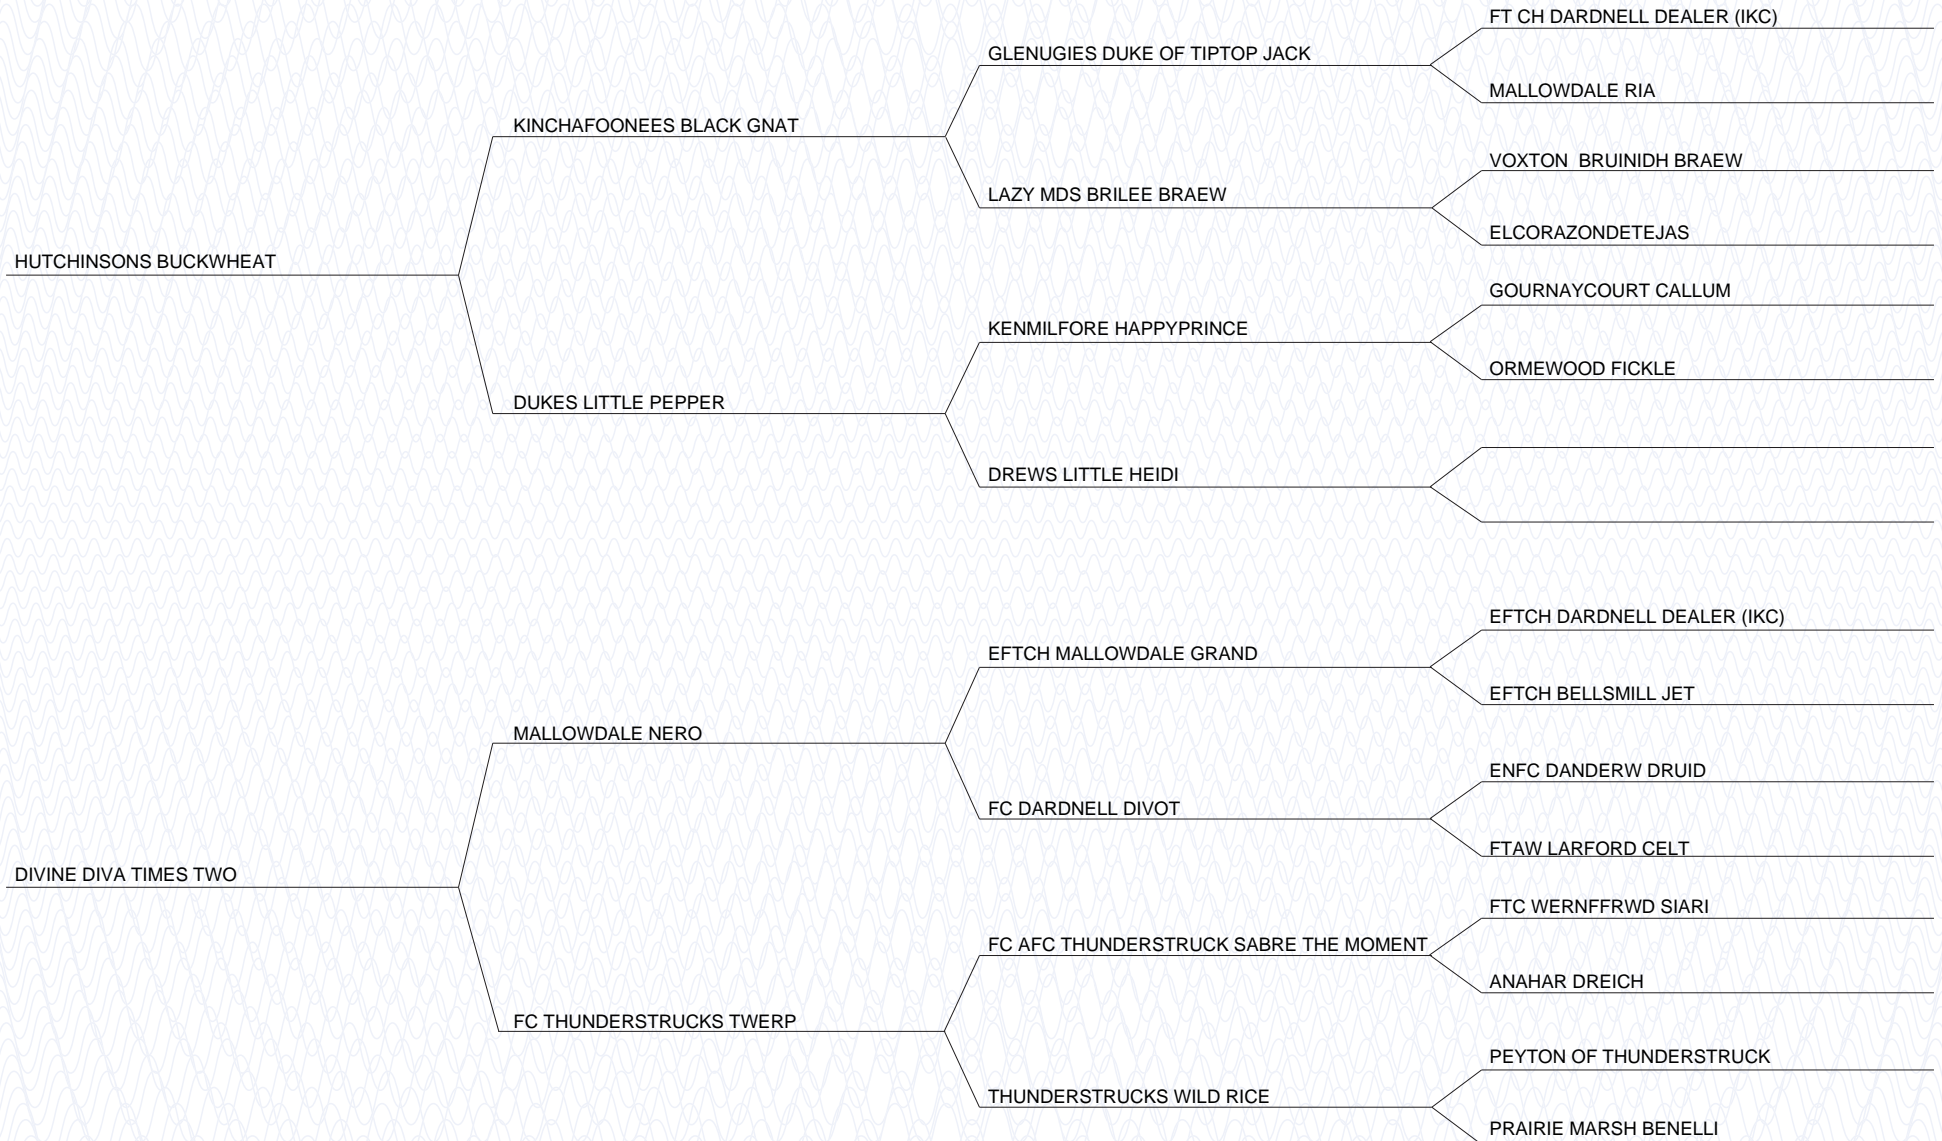 FT CH DARDNELL DEALER (IKC)
GLENUGIES DUKE OF TIPTOP JACK
MALLOWDALE RIA
KINCHAFOONEES BLACK GNAT
VOXTON  BRUINIDH BRAEW
LAZY MDS BRILEE BRAEW
ELCORAZONDETEJAS
HUTCHINSONS BUCKWHEAT
GOURNAYCOURT CALLUM
KENMILFORE HAPPYPRINCE
ORMEWOOD FICKLE
DUKES LITTLE PEPPER
DREWS LITTLE HEIDI
EFTCH DARDNELL DEALER (IKC)
EFTCH MALLOWDALE GRAND
EFTCH BELLSMILL JET
MALLOWDALE NERO
ENFC DANDERW DRUID
FC DARDNELL DIVOT
FTAW LARFORD CELT
DIVINE DIVA TIMES TWO
FTC WERNFFRWD SIARI
FC AFC THUNDERSTRUCK SABRE THE MOMENT
ANAHAR DREICH
FC THUNDERSTRUCKS TWERP
PEYTON OF THUNDERSTRUCK
THUNDERSTRUCKS WILD RICE
PRAIRIE MARSH BENELLI